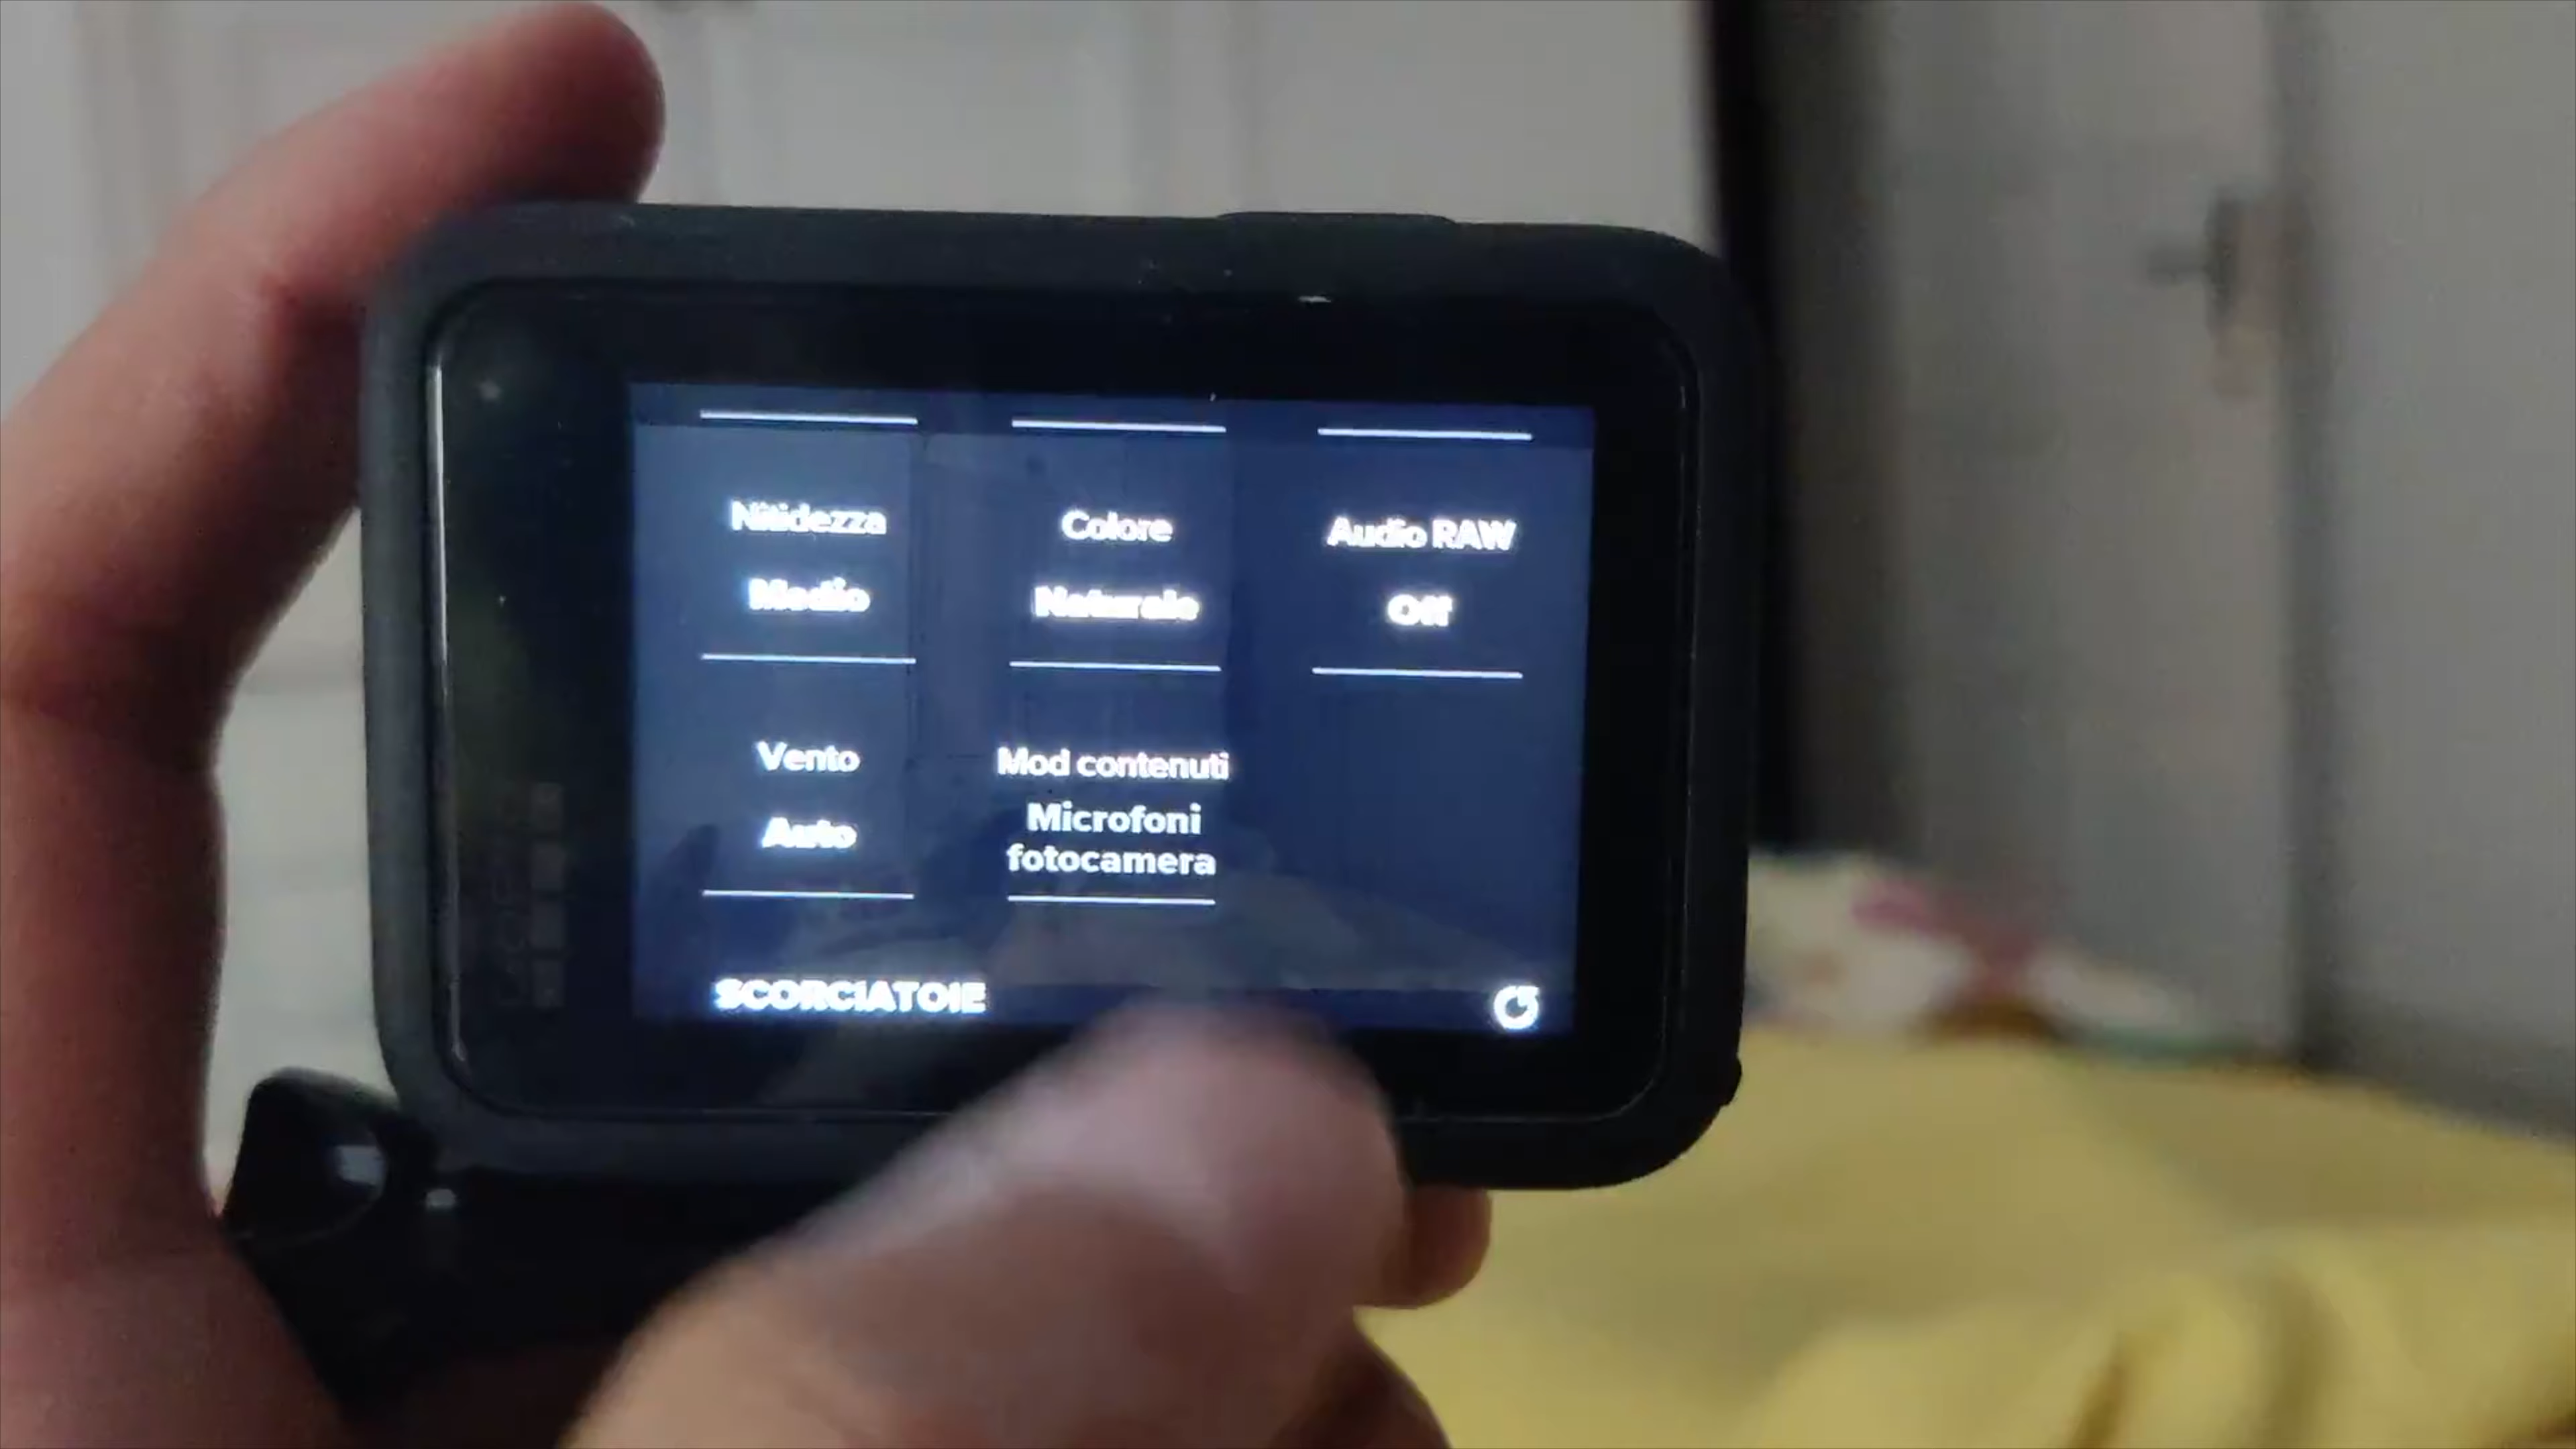 Nitidezza Colore Audio RAW
Medio Naturale Off
Vento Mod contenuti
Auto Microfoni
fotocamera
SCORCIATOIE